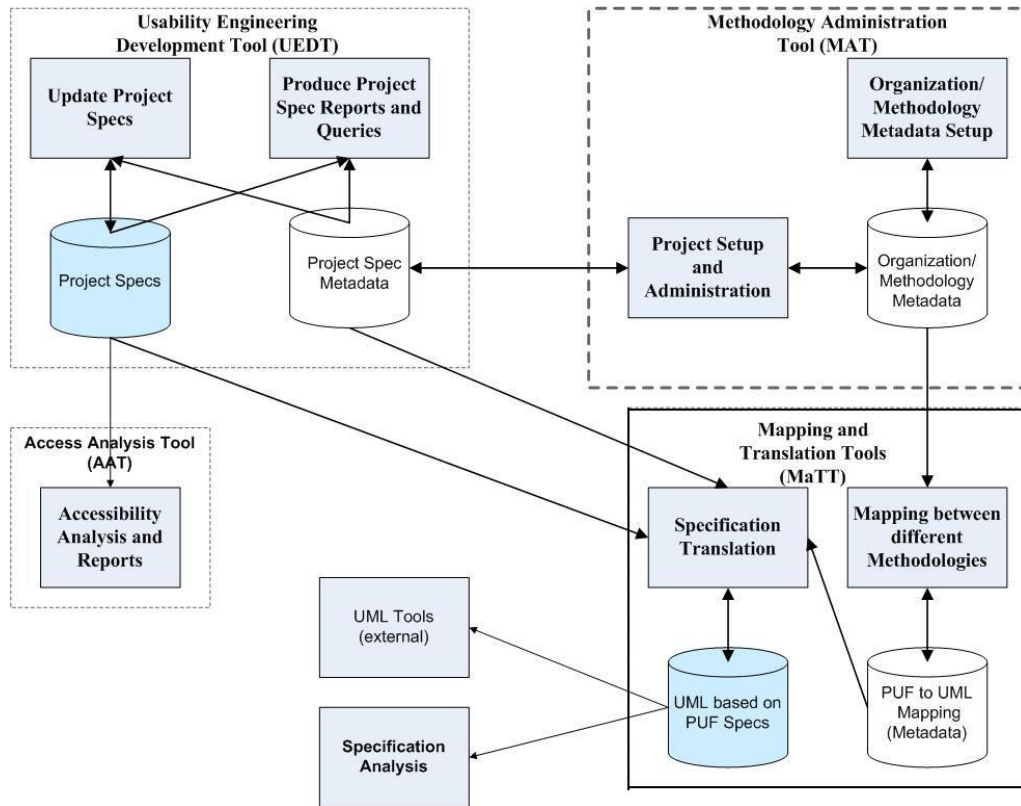 Usability Engineering
Development Tool (UEDT)
Update Project
Specs
Produce Project
Spec Reports and
Queries
Project Specs
Project Spec
Metadata
Methodology Administration
Tool (MAT)
Organization/
Methodology
Metadata Setup
Project Setup
and
Administration
Organization/
Methodology
Metadata
Access Analysis Tool
(AAT)
Accessibility
Analysis and
Reports
Mapping and
Translation Tools
(MaTT)
Specification
Translation
Mapping between
different
Methodologies
UML based on
PUF Specs
PUF to UML
Mapping
(Metadata)
UML Tools
(external)
Specification
Analysis